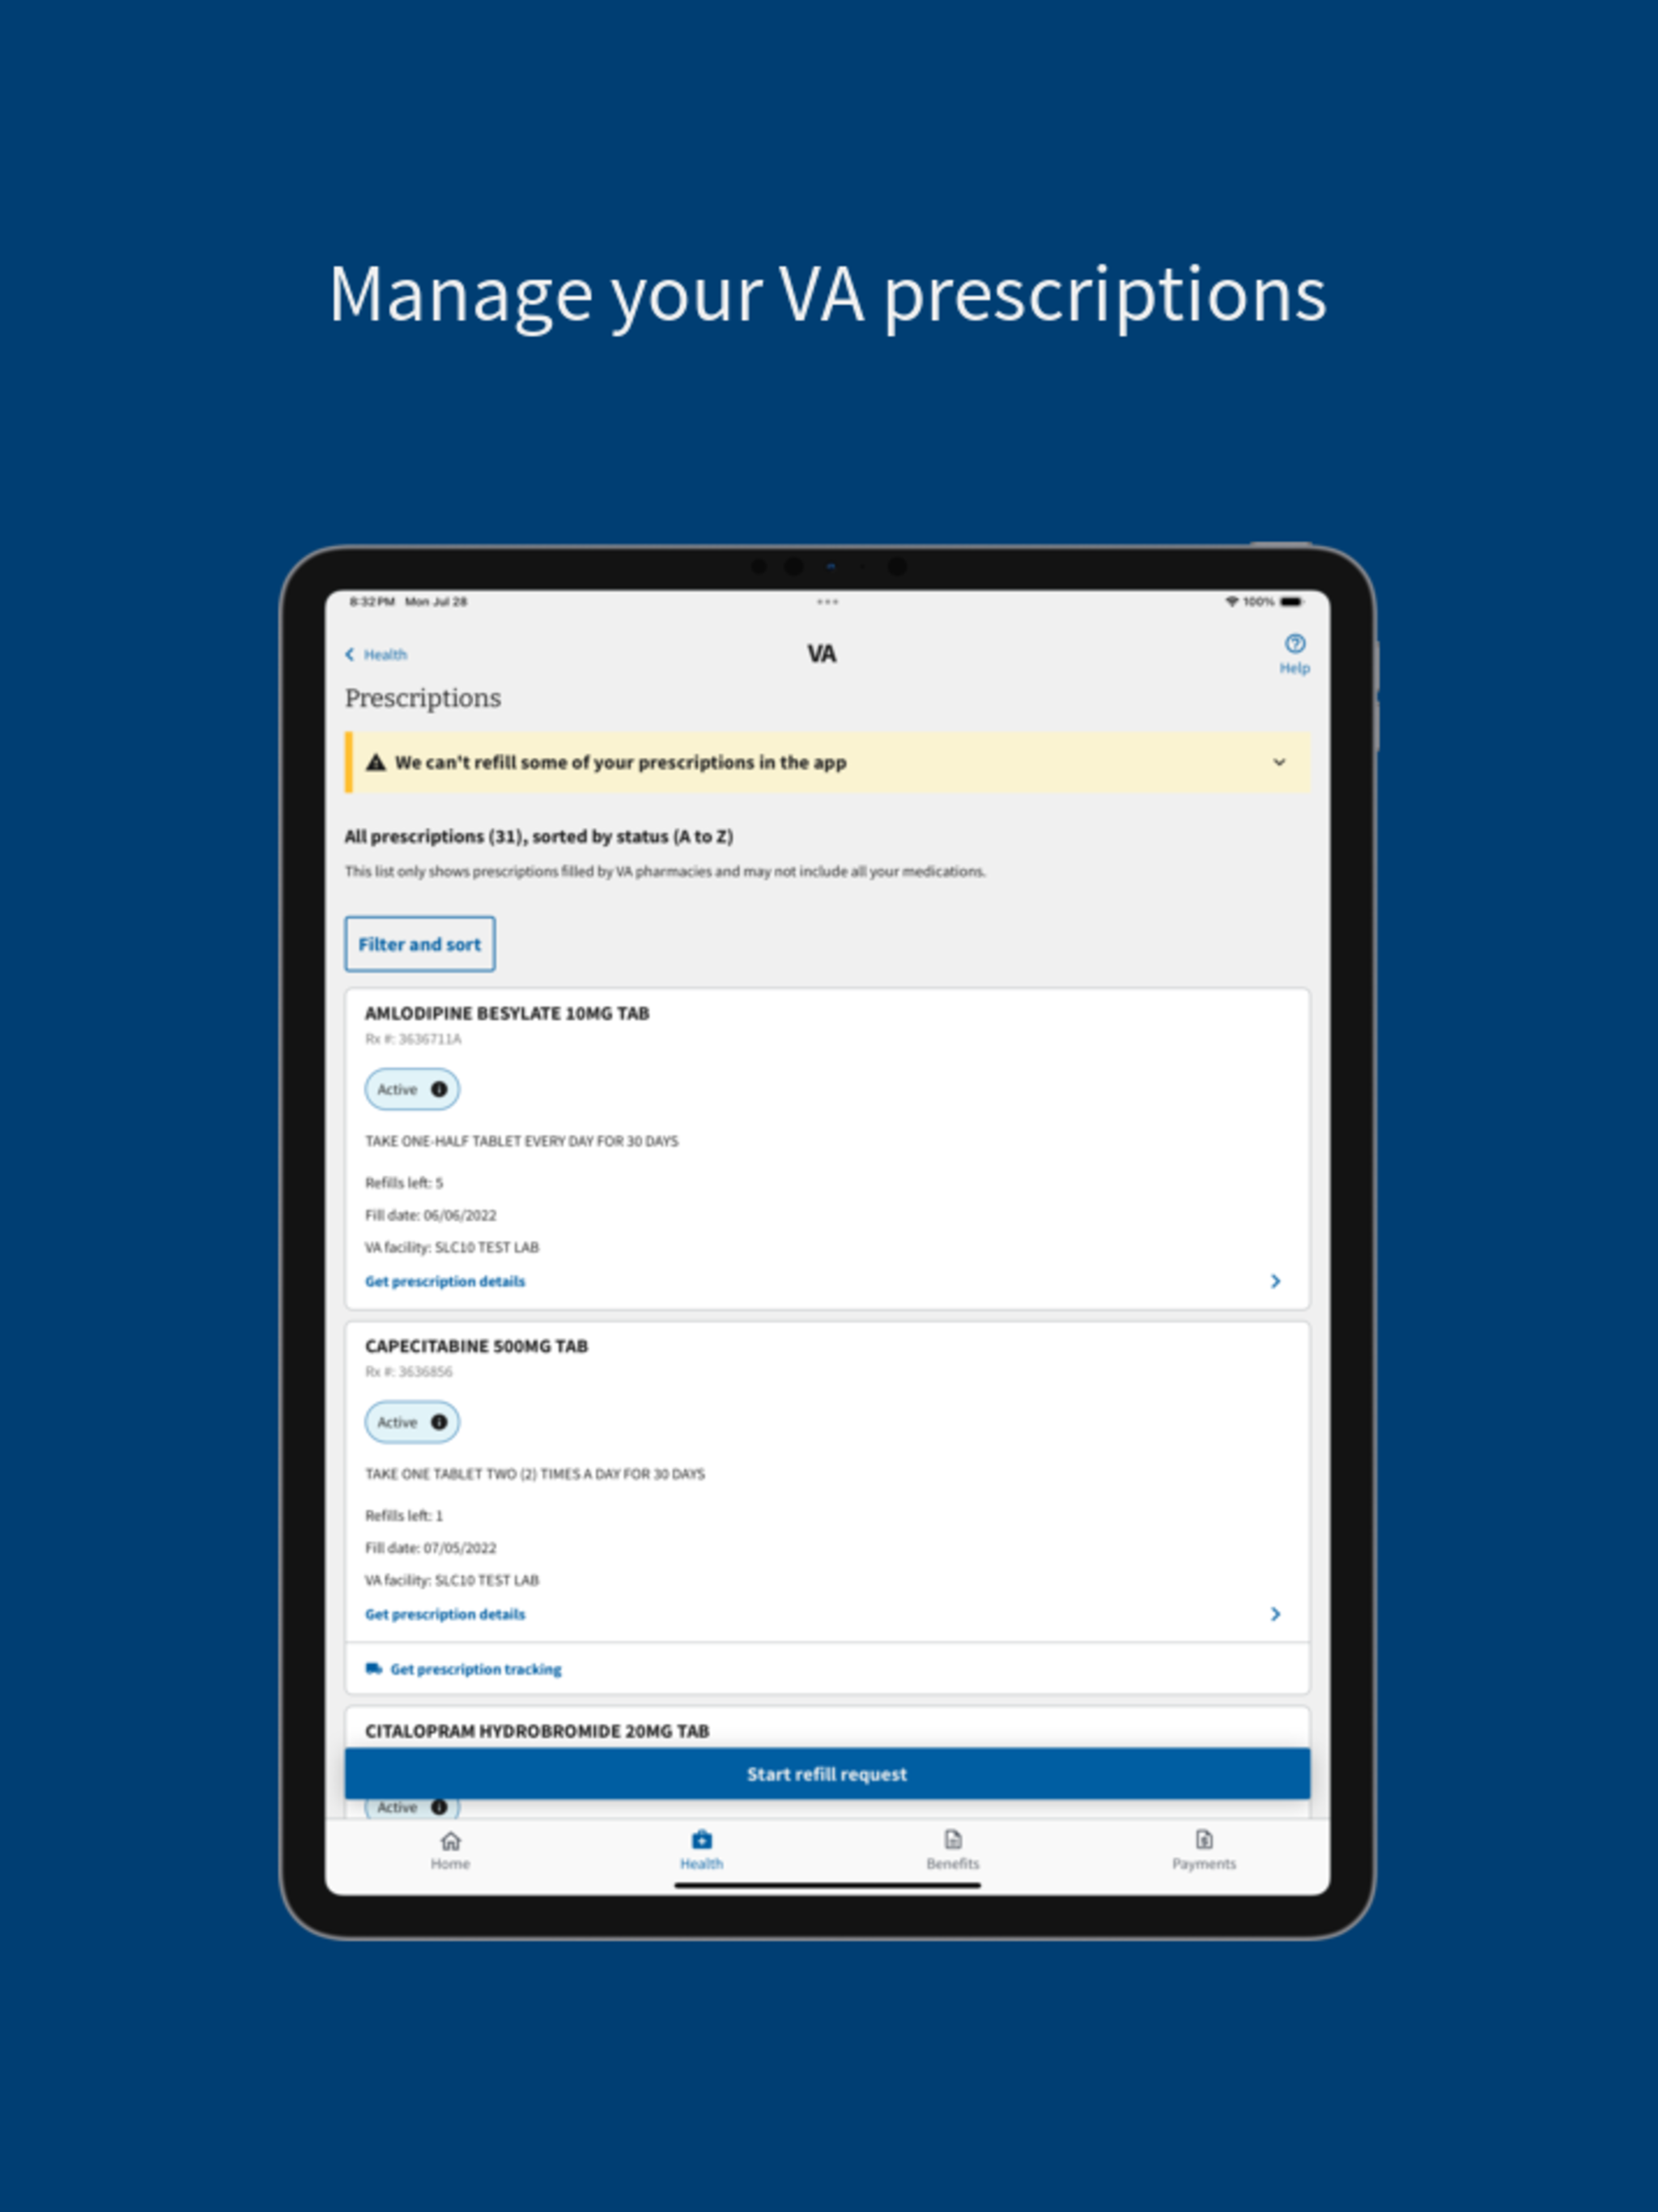 Manage your VA prescriptions
8:32 PM Mon Jul 28
100%
Health
VA
Help
Prescriptions
We can't refill some of your prescriptions in the app
All prescriptions (31), sorted by status (A to Z)
This list only shows prescriptions filled by VA pharmacies and may not include all your medications.
Filter and sort
AMLODIPINE BESYLATE 10MG TAB
Rx #: 3636711A
Active
TAKE ONE-HALF TABLET EVERY DAY FOR 30 DAYS
Refills left: 5
Fill date: 06/06/2022
VA facility: SLC10 TEST LAB
Get prescription details
CAPECITABINE 500MG TAB
Rx #: 3636856
Active
TAKE ONE TABLET TWO (2) TIMES A DAY FOR 30 DAYS
Refills left: 1
Fill date: 07/05/2022
VA facility: SLC10 TEST LAB
Get prescription details
Get prescription tracking
CITALOPRAM HYDROBROMIDE 20MG TAB
Start refill request
Active
Home
Health
Benefits
Payments